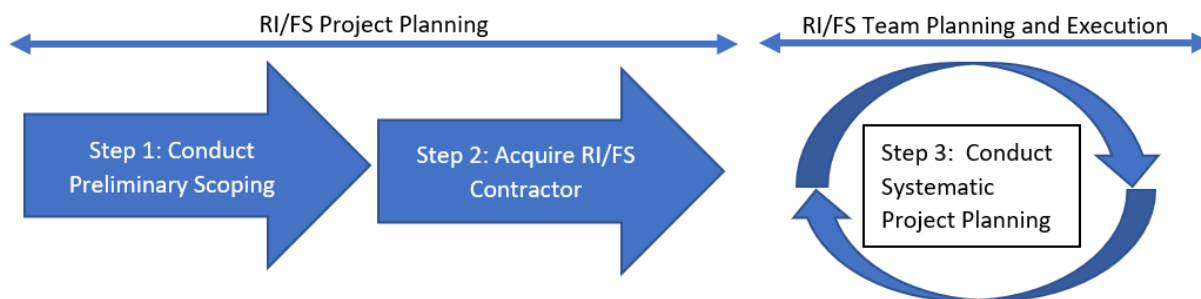 RI/FS Project Planning
RI/FS Team Planning and Execution
Step 1: Conduct
Preliminary Scoping
Step 2: Acquire RI/FS
Contractor
Step 3:  Conduct
Systematic
Project Planning